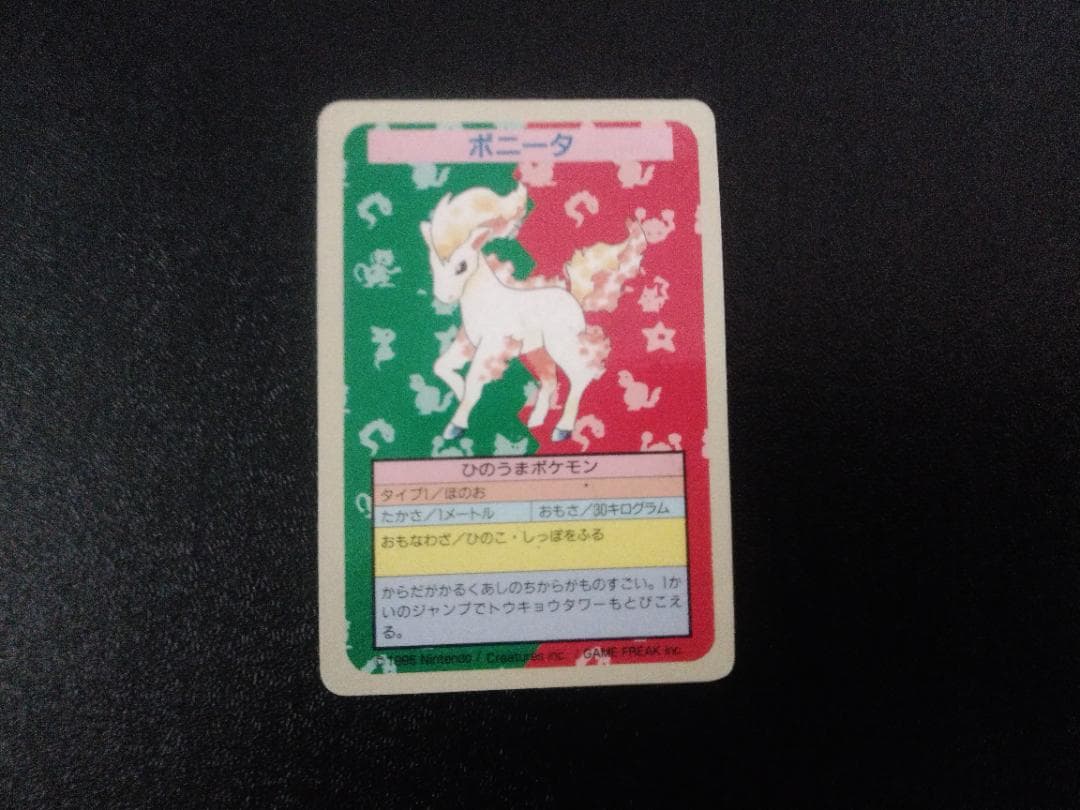 ポニータ
ひのうまポケモン
タイプ1/ほのお
たかさ/1メートル
おもさ/30キログラム
おもなわざ/ひのこ・しっぽをふる
からだがかるくあしのちからがものすごい。1か
いのジャンプでトウキョウタワーもとびこえ
る。
©1995 Nintendo / Creatures inc. / GAME FREAK inc.